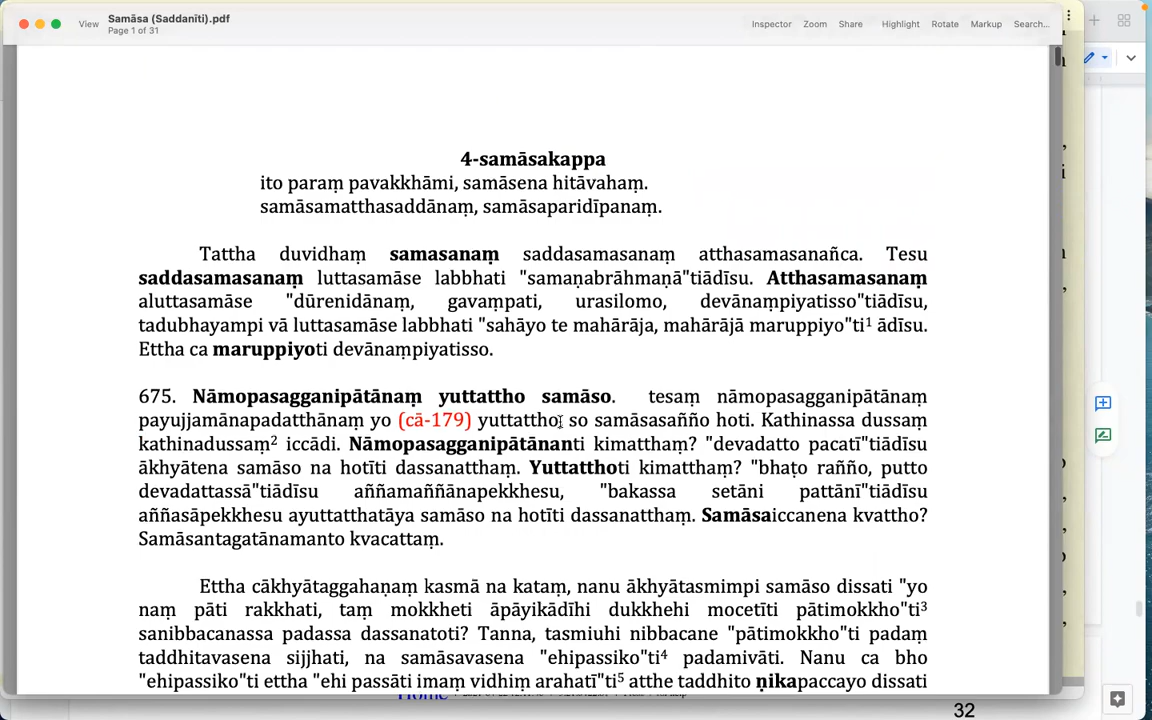 View
Samāsa (Saddanīti).pdf
Page 1 of 31
Inspector
Zoom
Share
Highlight
Rotate
Markup
Search...
4-samāsakappa
ito paraṃ pavakkhāmi, samāsena hitāvahaṃ.
samāsamatthasaddānaṃ, samāsaparidīpanaṃ.
Tattha duvidhaṃ samasanaṃ saddasamasanaṃ atthasamasanañca. Tesu
saddasamasanaṃ luttasamāse labbhati "samaṇabrāhmaṇā"tiādīsu. Atthasamasanaṃ
aluttasamāse "dūrenidānaṃ, gavaṃpati, urasilomo, devānaṃpiyatisso"tiādīsu,
tadubhayampi vā luttasamāse labbhati "sahāyo te mahārāja, mahārājā maruppiyo"ti¹ ādīsu.
Ettha ca maruppiyoti devānaṃpiyatisso.
675. Nāmopasagganipātānaṃ yuttattho samāso. tesaṃ nāmopasagganipātānaṃ
payujjamānapadatthānaṃ yo (cā-179) yuttattho so samāsasañño hoti. Kathinassa dussaṃ
kathinadussaṃ² iccādi. Nāmopasagganipātānanti kimatthaṃ? "devadatto pacatī"tiādīsu
ākhyātena samāso na hotīti dassanatthaṃ. Yuttatthoti kimatthaṃ? "bhaṭo rañño, putto
devadattassā"tiādīsu aññamaññānapekkhesu, "bakassa setāni pattānī"tiādīsu
aññasāpekkhesu ayuttatthatāya samāso na hotīti dassanatthaṃ. Samāsaiccanena kvattho?
Samāsantagatānamanto kvacattaṃ.
Ettha cākhyātaggahaṇaṃ kasmā na kataṃ, nanu ākhyātasmimpi samāso dissati "yo
naṃ pāti rakkhati, taṃ mokkheti āpāyikādīhi dukkhehi mocetīti pātimokkho"ti³
sanibbacanassa padassa dassanatoti? Tanna, tasmiuhi nibbacane "pātimokkho"ti padaṃ
taddhitavasena sijjhati, na samāsavasena "ehipassiko"ti⁴ padamivāti. Nanu ca bho
"ehipassiko"ti ettha "ehi passāti imaṃ vidhiṃ arahatī"ti⁵ atthe taddhito ṇikapaccayo dissati
32